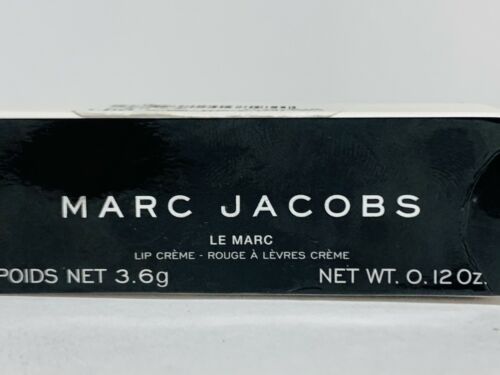 MARC JACOBS
LE MARC
LIP CRÈME - ROUGE À LÈVRES CRÈME
POIDS NET 3.6g NET WT. 0.12 Oz.